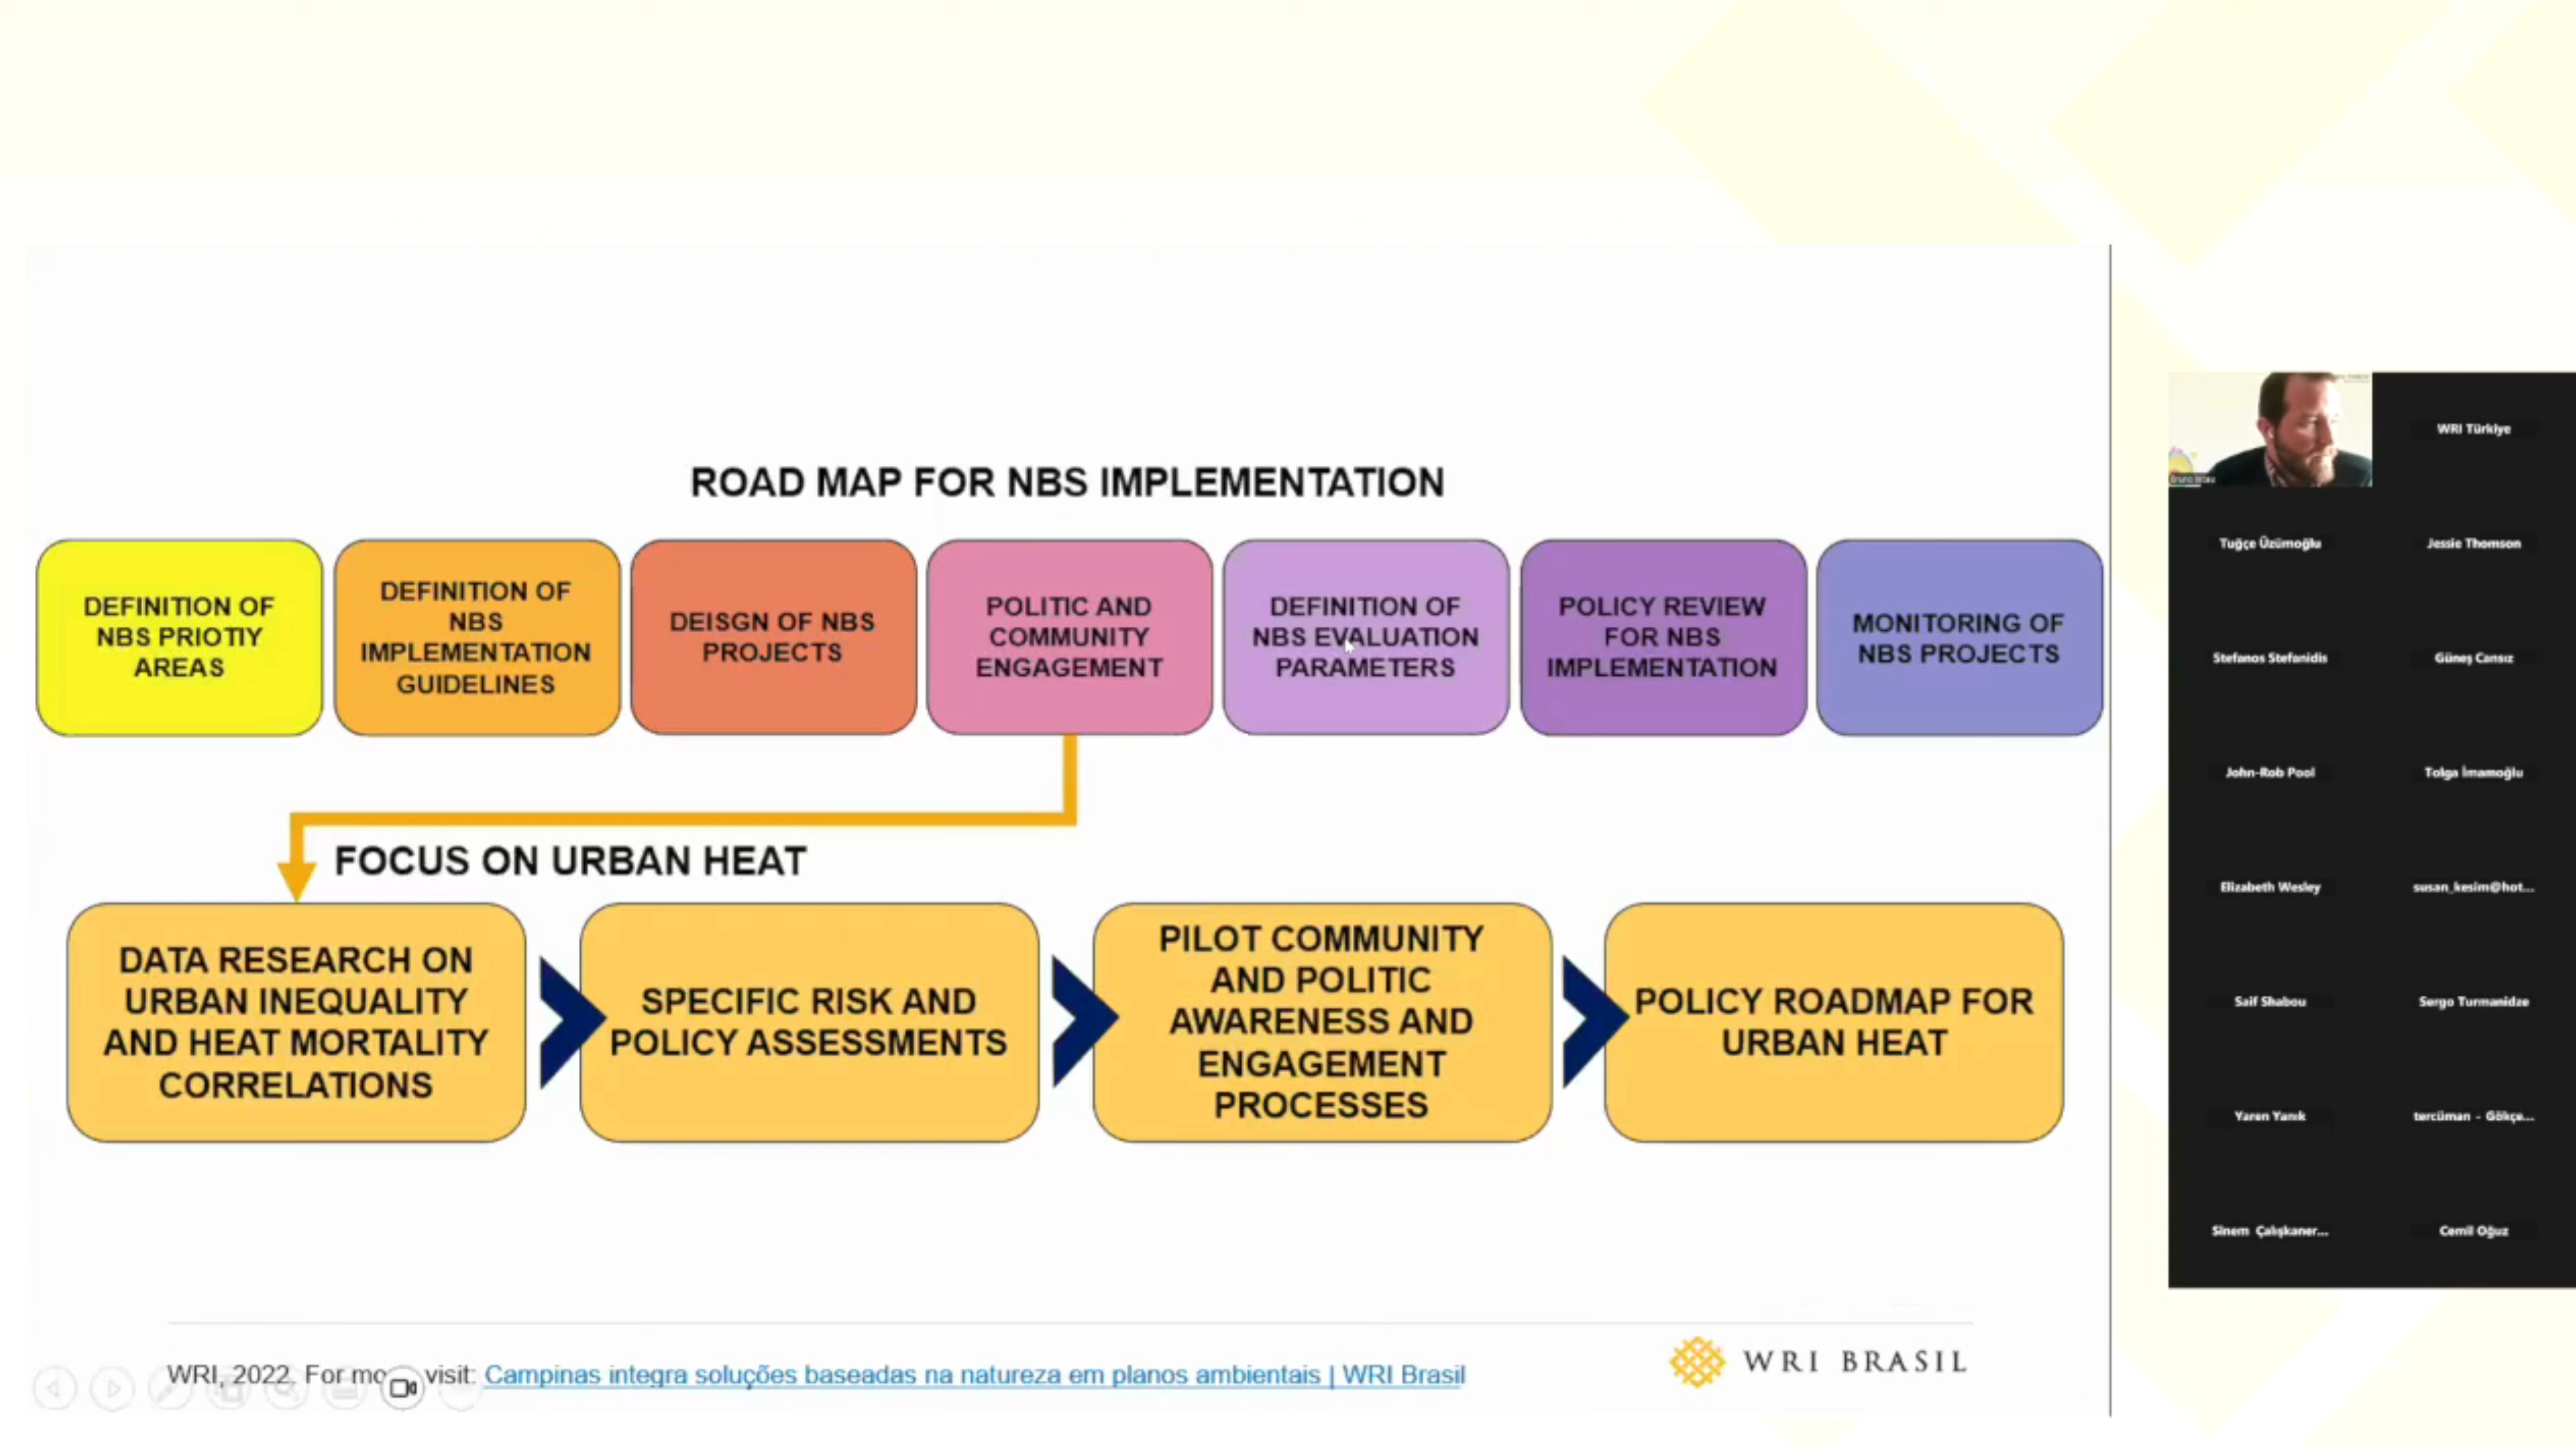 ROAD MAP FOR NBS IMPLEMENTATION
DEFINITION OF
NBS PRIOTIY
AREAS
DEFINITION OF
NBS
IMPLEMENTATION
GUIDELINES
DEISGN OF NBS
PROJECTS
POLITIC AND
COMMUNITY
ENGAGEMENT
DEFINITION OF
NBS EVALUATION
PARAMETERS
POLICY REVIEW
FOR NBS
IMPLEMENTATION
MONITORING OF
NBS PROJECTS
FOCUS ON URBAN HEAT
DATA RESEARCH ON
URBAN INEQUALITY
AND HEAT MORTALITY
CORRELATIONS
SPECIFIC RISK AND
POLICY ASSESSMENTS
PILOT COMMUNITY
AND POLITIC
AWARENESS AND
ENGAGEMENT
PROCESSES
POLICY ROADMAP FOR
URBAN HEAT
WRI, 2022. For mo visit: Campinas integra soluções baseadas na natureza em planos ambientais | WRI Brasil
WRI BRASIL
Bruno
WRI Türkiye
Tuğçe Üzümoğlu
Jessie Thomson
Stefanos Stefanidis
Güneş Cansız
John-Rob Pool
Tolga İmamoğlu
Elizabeth Wesley
susan_kesim@hot...
Saif Shabou
Sergo Turmanidze
Yaren Yanık
tercüman - Gökçe...
Sinem Çalışkaner...
Cemil Oğuz